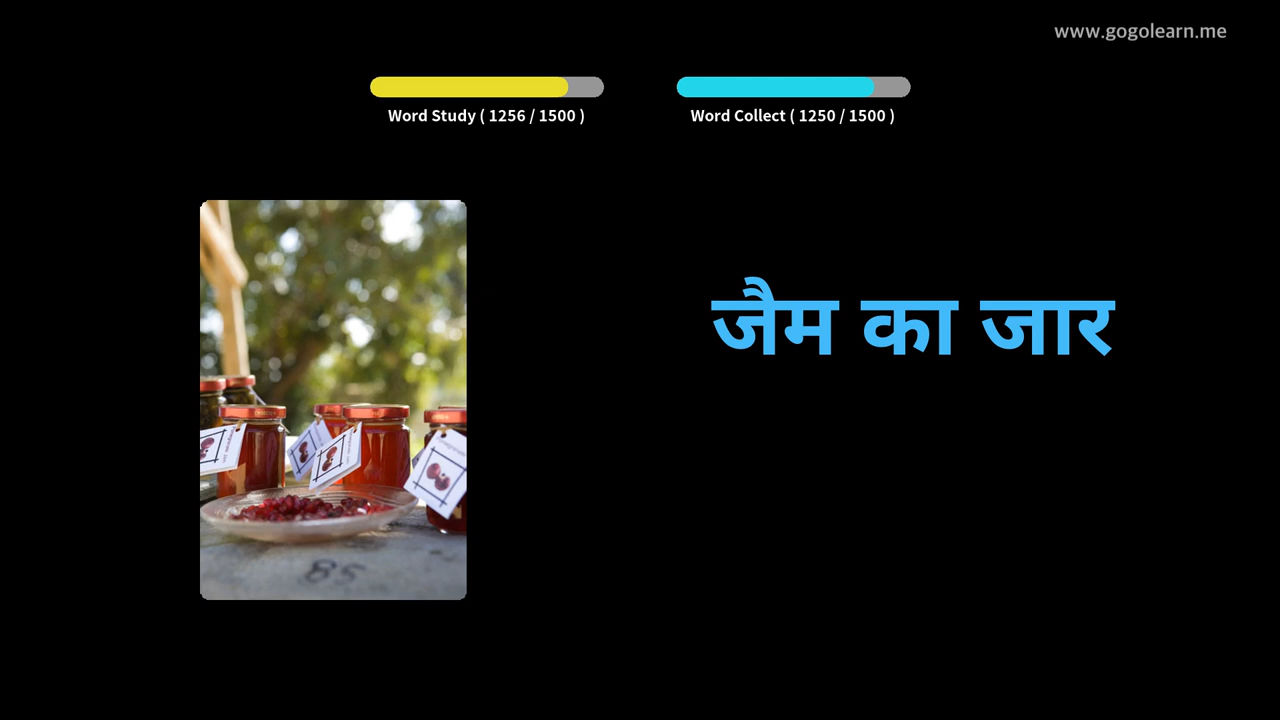 www.gogolearn.me
Word Study ( 1256 / 1500 )
Word Collect ( 1250 / 1500 )
जैम का जार
85